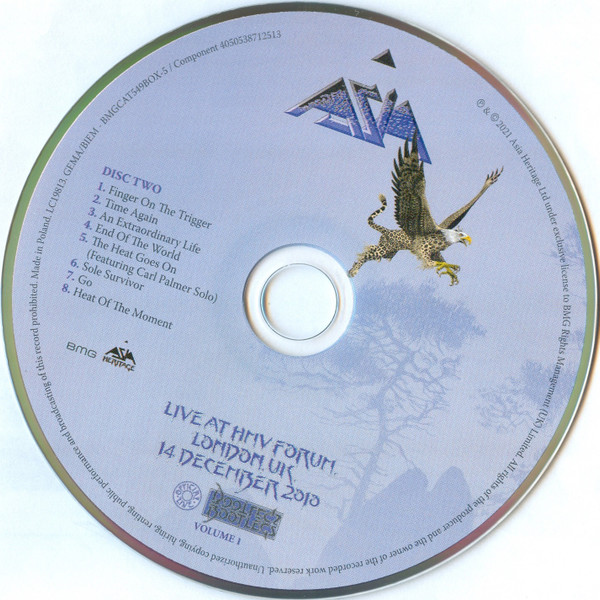 ASIA
DISC TWO
1. Finger On The Trigger
2. Time Again
3. An Extraordinary Life
4. End Of The World
5. The Heat Goes On
(Featuring Carl Palmer Solo)
6. Sole Survivor
7. Go
8. Heat Of The Moment
BMG
ASIA
HERITAGE
LIVE AT HMV FORUM,
LONDON, UK,
14 DECEMBER 2010
OFFICIAL
LIVE
BOOTLEGS
VOLUME 1
℗ & © 2021 Asia Heritage Ltd under exclusive license to BMG Rights Management (UK) Limited. All rights of the producer and the owner of the recorded work reserved. Unauthorized copying, hiring, renting, public performance and broadcasting of this record prohibited. Made in Poland. LC19813. GEMA/BIEM - BMGCAT549BOX-5 / Component 4050538712513